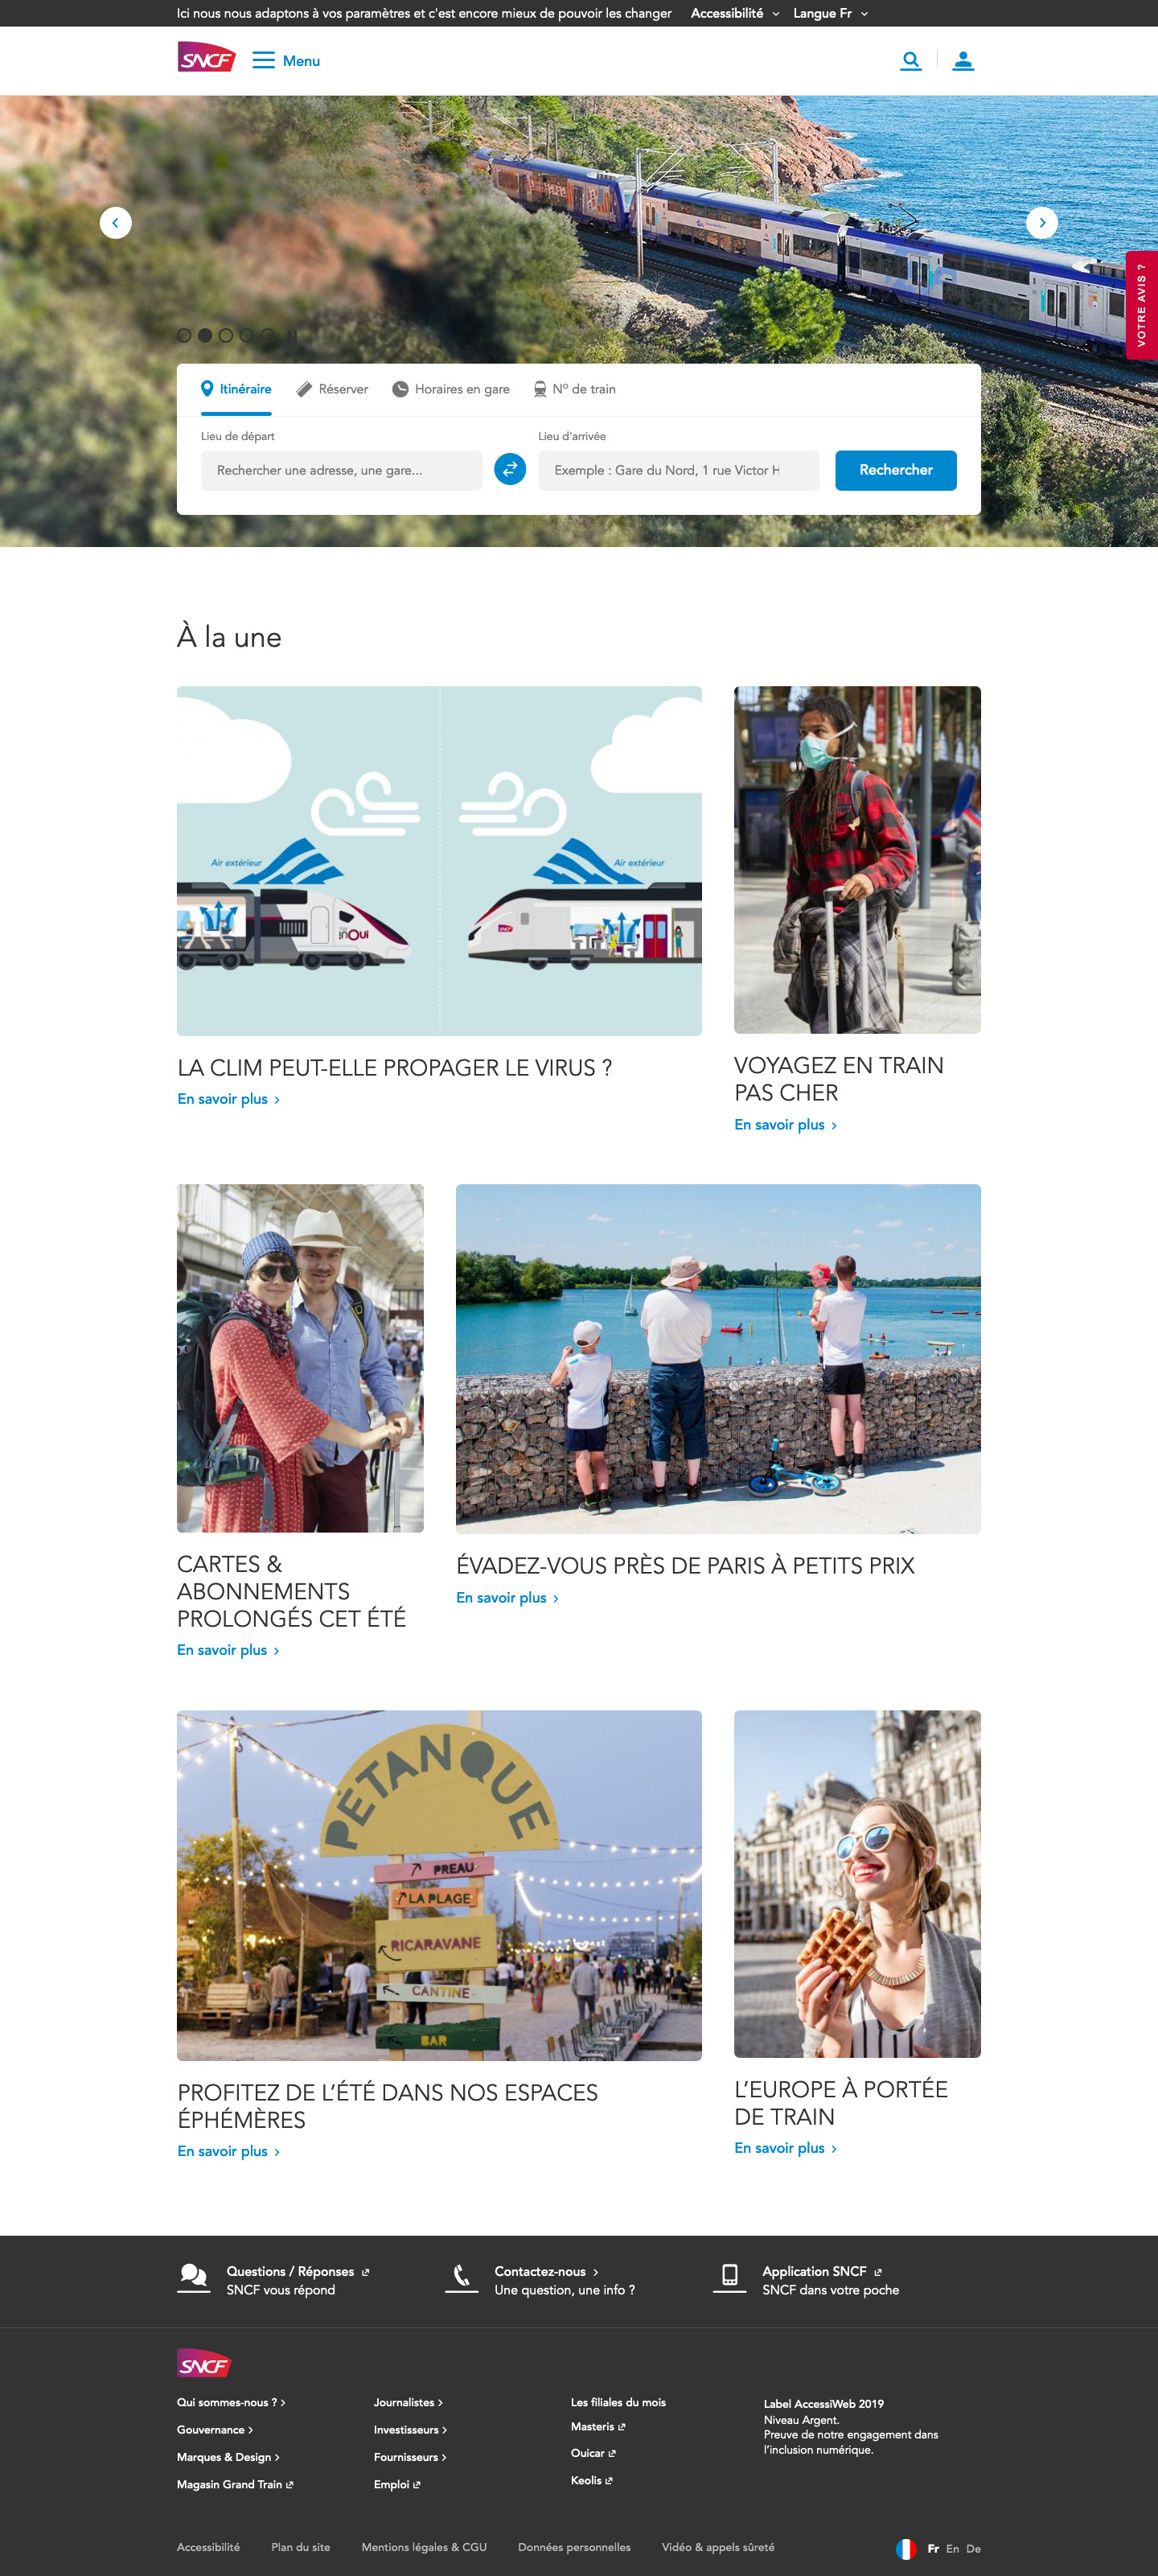 Ici nous nous adaptons à vos paramètres et c'est encore mieux de pouvoir les changer Accessibilité Langue Fr
SNCF Menu
VOTRE AVIS ?
Itinéraire Réserver Horaires en gare N° de train
Lieu de départ Lieu d'arrivée
Rechercher une adresse, une gare... Exemple : Gare du Nord, 1 rue Victor H Rechercher
À la une
Air extérieur Air extérieur
TGV INOUI SNCF
LA CLIM PEUT-ELLE PROPAGER LE VIRUS ?
En savoir plus
VOYAGEZ EN TRAIN
PAS CHER
En savoir plus
CARTES &
ABONNEMENTS
PROLONGÉS CET ÉTÉ
En savoir plus
ÉVADEZ-VOUS PRÈS DE PARIS À PETITS PRIX
En savoir plus
PÉTANQUE
PREAU
LA PLAGE
RICARAVANE
CANTINE
BAR
PROFITEZ DE L’ÉTÉ DANS NOS ESPACES
ÉPHÉMÈRES
En savoir plus
L’EUROPE À PORTÉE
DE TRAIN
En savoir plus
Questions / Réponses
SNCF vous répond
Contactez-nous
Une question, une info ?
Application SNCF
SNCF dans votre poche
SNCF
Qui sommes-nous ?
Gouvernance
Marques & Design
Magasin Grand Train
Journalistes
Investisseurs
Fournisseurs
Emploi
Les filiales du mois
Masteris
Ouicar
Keolis
Label AccessiWeb 2019
Niveau Argent.
Preuve de notre engagement dans
l’inclusion numérique.
Accessibilité Plan du site Mentions légales & CGU Données personnelles Vidéo & appels sûreté Fr En De